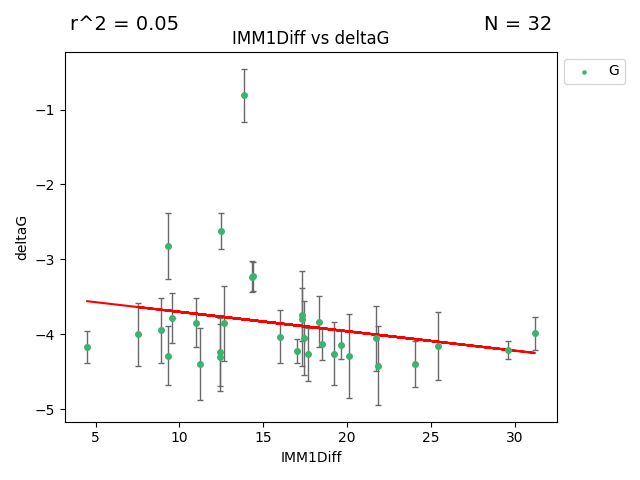 r^2 = 0.05
N = 32
IMM1Diff vs deltaG
G
−1
−2
−3
−4
−5
deltaG
5 10 15 20 25 30
IMM1Diff